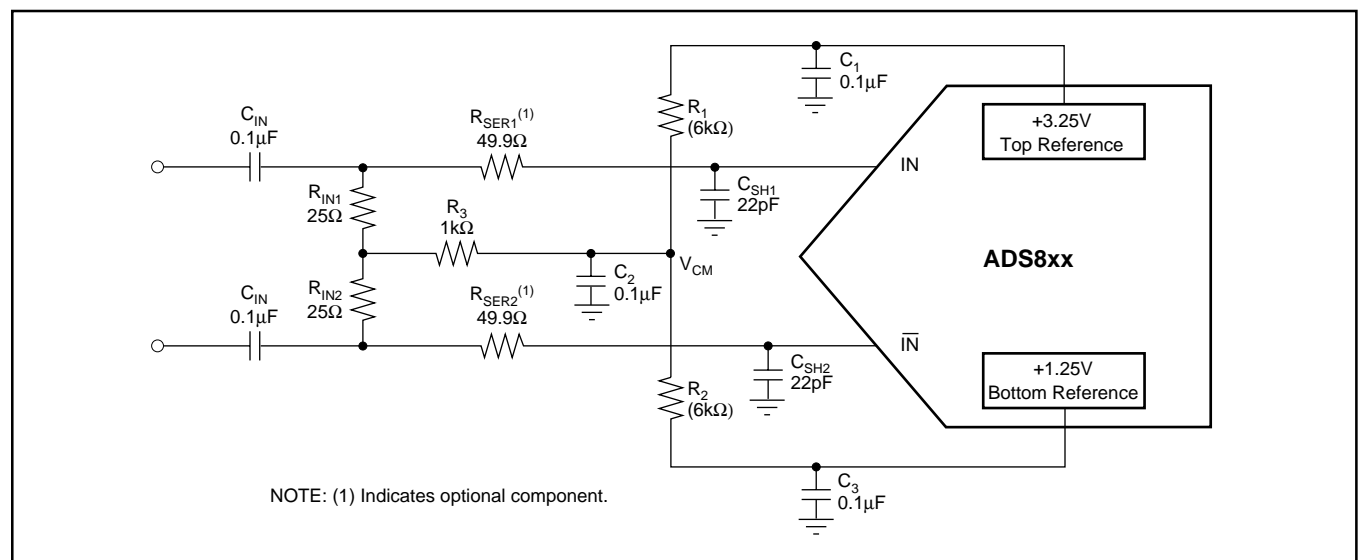 C1
0.1µF
R1
(6kΩ)
+3.25V
Top Reference
CIN
0.1µF
RSER1(1)
49.9Ω
IN
CSH1
22pF
RIN1
25Ω
R3
1kΩ
VCM
ADS8xx
C2
0.1µF
RIN2
25Ω
CIN
0.1µF
RSER2(1)
49.9Ω
I̅N̅
CSH2
22pF
R2
(6kΩ)
+1.25V
Bottom Reference
C3
0.1µF
NOTE: (1) Indicates optional component.